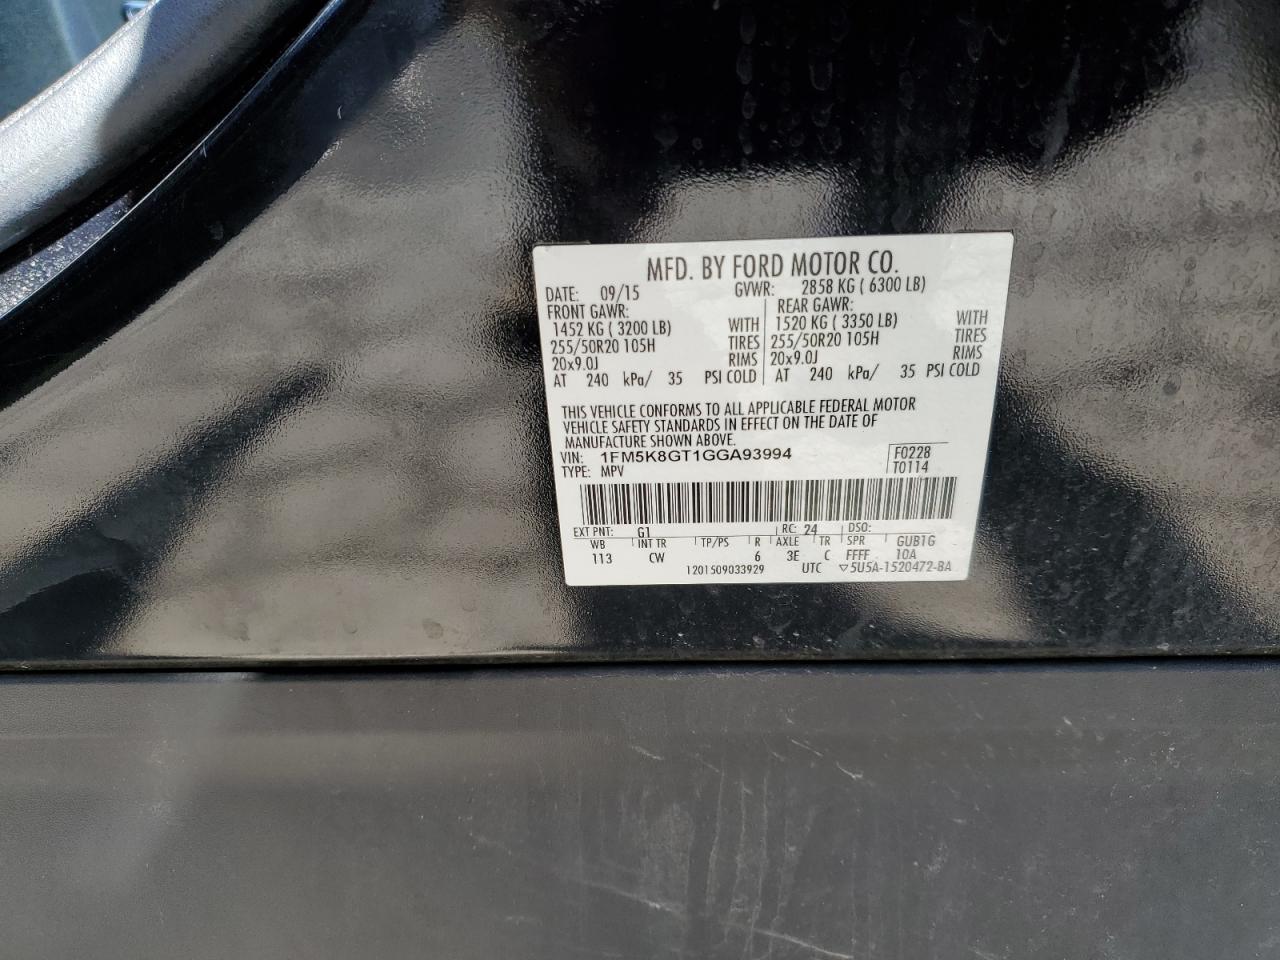 MFD. BY FORD MOTOR CO.
DATE: 09/15 GVWR: 2858 KG ( 6300 LB)
FRONT GAWR: REAR GAWR:
1452 KG ( 3200 LB) WITH 1520 KG ( 3350 LB) WITH
255/50R20 105H TIRES 255/50R20 105H TIRES
20x9.0J RIMS 20x9.0J RIMS
AT 240 kPa/ 35 PSI COLD AT 240 kPa/ 35 PSI COLD
THIS VEHICLE CONFORMS TO ALL APPLICABLE FEDERAL MOTOR
VEHICLE SAFETY STANDARDS IN EFFECT ON THE DATE OF
MANUFACTURE SHOWN ABOVE.
VIN: 1FM5K8GT1GGA93994 F0228
TYPE: MPV T0114
EXT PNT: G1 RC: 24 DSO:
WB INT TR TP/PS R AXLE TR SPR GUB1G
113 CW 6 3E C FFFF 10A
1201509033929 UTC ▽5U5A-1520472-BA